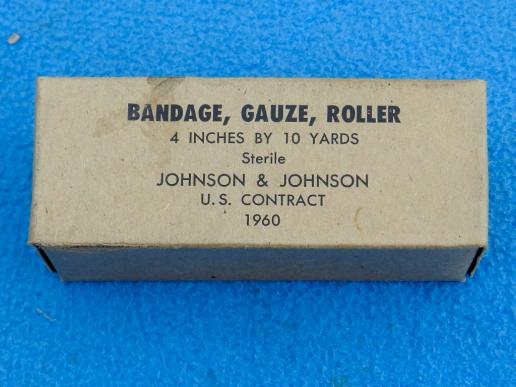 BANDAGE, GAUZE, ROLLER
4 INCHES BY 10 YARDS
Sterile
JOHNSON & JOHNSON
U.S. CONTRACT
1960